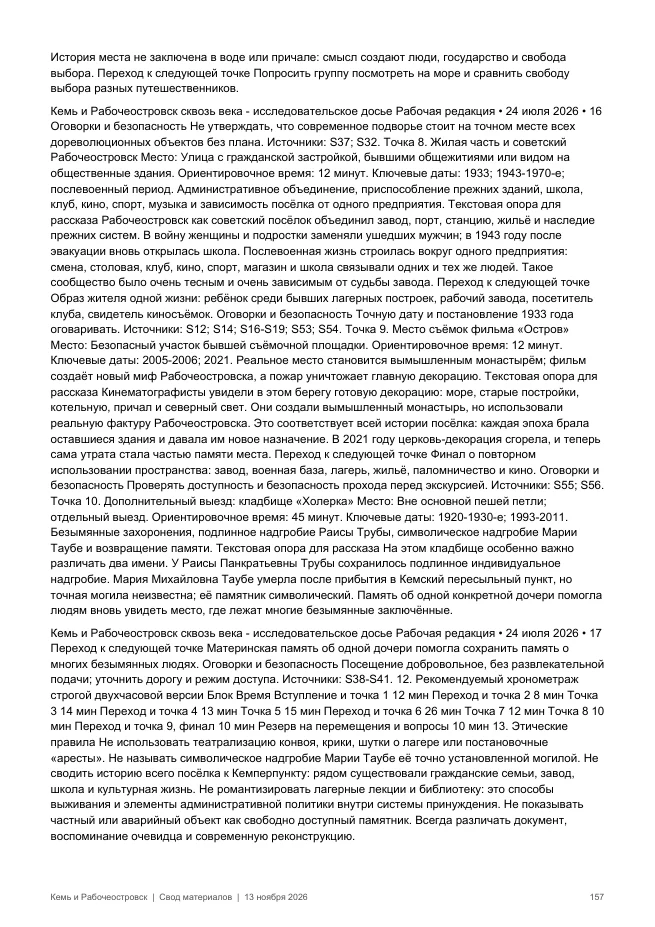 История места не заключена в воде или причале: смысл создают люди, государство и свобода
выбора. Переход к следующей точке Попросить группу посмотреть на море и сравнить свободу
выбора разных путешественников.
Кемь и Рабочеостровск сквозь века - исследовательское досье Рабочая редакция • 24 июля 2026 • 16
Оговорки и безопасность Не утверждать, что современное подворье стоит на точном месте всех
дореволюционных объектов без плана. Источники: S37; S32. Точка 8. Жилая часть и советский
Рабочеостровск Место: Улица с гражданской застройкой, бывшими общежитиями или видом на
общественные здания. Ориентировочное время: 12 минут. Ключевые даты: 1933; 1943-1970-е;
послевоенный период. Административное объединение, приспособление прежних зданий, школа,
клуб, кино, спорт, музыка и зависимость посёлка от одного предприятия. Текстовая опора для
рассказа Рабочеостровск как советский посёлок объединил завод, порт, станцию, жильё и наследие
прежних систем. В войну женщины и подростки заменяли ушедших мужчин; в 1943 году после
эвакуации вновь открылась школа. Послевоенная жизнь строилась вокруг одного предприятия:
смена, столовая, клуб, кино, спорт, магазин и школа связывали одних и тех же людей. Такое
сообщество было очень тесным и очень зависимым от судьбы завода. Переход к следующей точке
Образ жителя одной жизни: ребёнок среди бывших лагерных построек, рабочий завода, посетитель
клуба, свидетель киносъёмок. Оговорки и безопасность Точную дату и постановление 1933 года
оговаривать. Источники: S12; S14; S16-S19; S53; S54. Точка 9. Место съёмок фильма «Остров»
Место: Безопасный участок бывшей съёмочной площадки. Ориентировочное время: 12 минут.
Ключевые даты: 2005-2006; 2021. Реальное место становится вымышленным монастырём; фильм
создаёт новый миф Рабочеостровска, а пожар уничтожает главную декорацию. Текстовая опора для
рассказа Кинематографисты увидели в этом берегу готовую декорацию: море, старые постройки,
котельную, причал и северный свет. Они создали вымышленный монастырь, но использовали
реальную фактуру Рабочеостровска. Это соответствует всей истории посёлка: каждая эпоха брала
оставшиеся здания и давала им новое назначение. В 2021 году церковь-декорация сгорела, и теперь
сама утрата стала частью памяти места. Переход к следующей точке Финал о повторном
использовании пространства: завод, военная база, лагерь, жильё, паломничество и кино. Оговорки и
безопасность Проверять доступность и безопасность прохода перед экскурсией. Источники: S55; S56.
Точка 10. Дополнительный выезд: кладбище «Холерка» Место: Вне основной пешей петли;
отдельный выезд. Ориентировочное время: 45 минут. Ключевые даты: 1920-1930-е; 1993-2011.
Безымянные захоронения, подлинное надгробие Раисы Трубы, символическое надгробие Марии
Таубе и возвращение памяти. Текстовая опора для рассказа На этом кладбище особенно важно
различать два имени. У Раисы Панкратьевны Трубы сохранилось подлинное индивидуальное
надгробие. Мария Михайловна Таубе умерла после прибытия в Кемский пересыльный пункт, но
точная могила неизвестна; её памятник символический. Память об одной конкретной дочери помогла
людям вновь увидеть место, где лежат многие безымянные заключённые.
Кемь и Рабочеостровск сквозь века - исследовательское досье Рабочая редакция • 24 июля 2026 • 17
Переход к следующей точке Материнская память об одной дочери помогла сохранить память о
многих безымянных людях. Оговорки и безопасность Посещение добровольное, без развлекательной
подачи; уточнить дорогу и режим доступа. Источники: S38-S41. 12. Рекомендуемый хронометраж
строгой двухчасовой версии Блок Время Вступление и точка 1 12 мин Переход и точка 2 8 мин Точка
3 14 мин Переход и точка 4 13 мин Точка 5 15 мин Переход и точка 6 26 мин Точка 7 12 мин Точка 8 10
мин Переход и точка 9, финал 10 мин Резерв на перемещения и вопросы 10 мин 13. Этические
правила Не использовать театрализацию конвоя, крики, шутки о лагере или постановочные
«аресты». Не называть символическое надгробие Марии Таубе её точно установленной могилой. Не
сводить историю всего посёлка к Кемперпункту: рядом существовали гражданские семьи, завод,
школа и культурная жизнь. Не романтизировать лагерные лекции и библиотеку: это способы
выживания и элементы административной политики внутри системы принуждения. Не показывать
частный или аварийный объект как свободно доступный памятник. Всегда различать документ,
воспоминание очевидца и современную реконструкцию.
Кемь и Рабочеостровск | Свод материалов | 13 ноября 2026
157